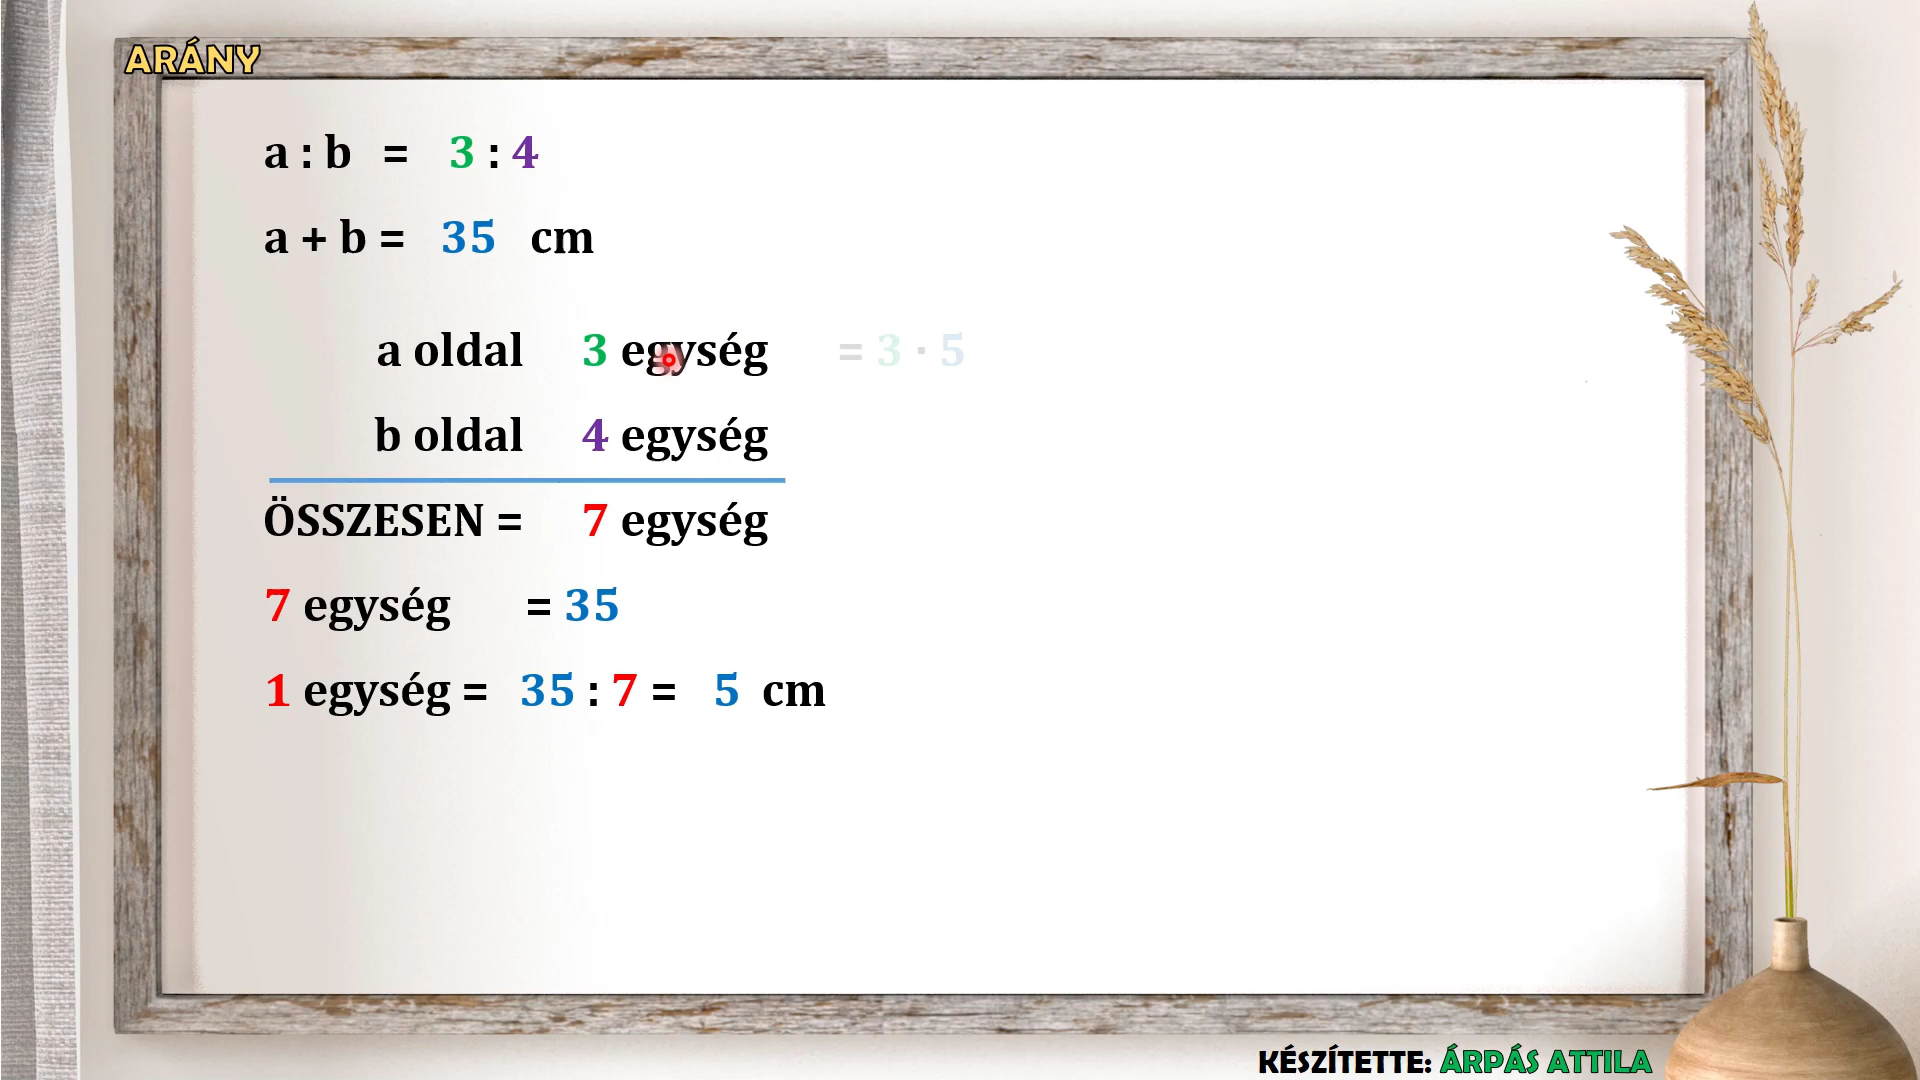 ARÁNY
a : b = 3 : 4
a + b = 35 cm
a oldal 3 egység = 3 · 5
b oldal 4 egység
ÖSSZESEN = 7 egység
7 egység = 35
1 egység = 35 : 7 = 5 cm
KÉSZÍTETTE: ÁRPÁS ATTILA